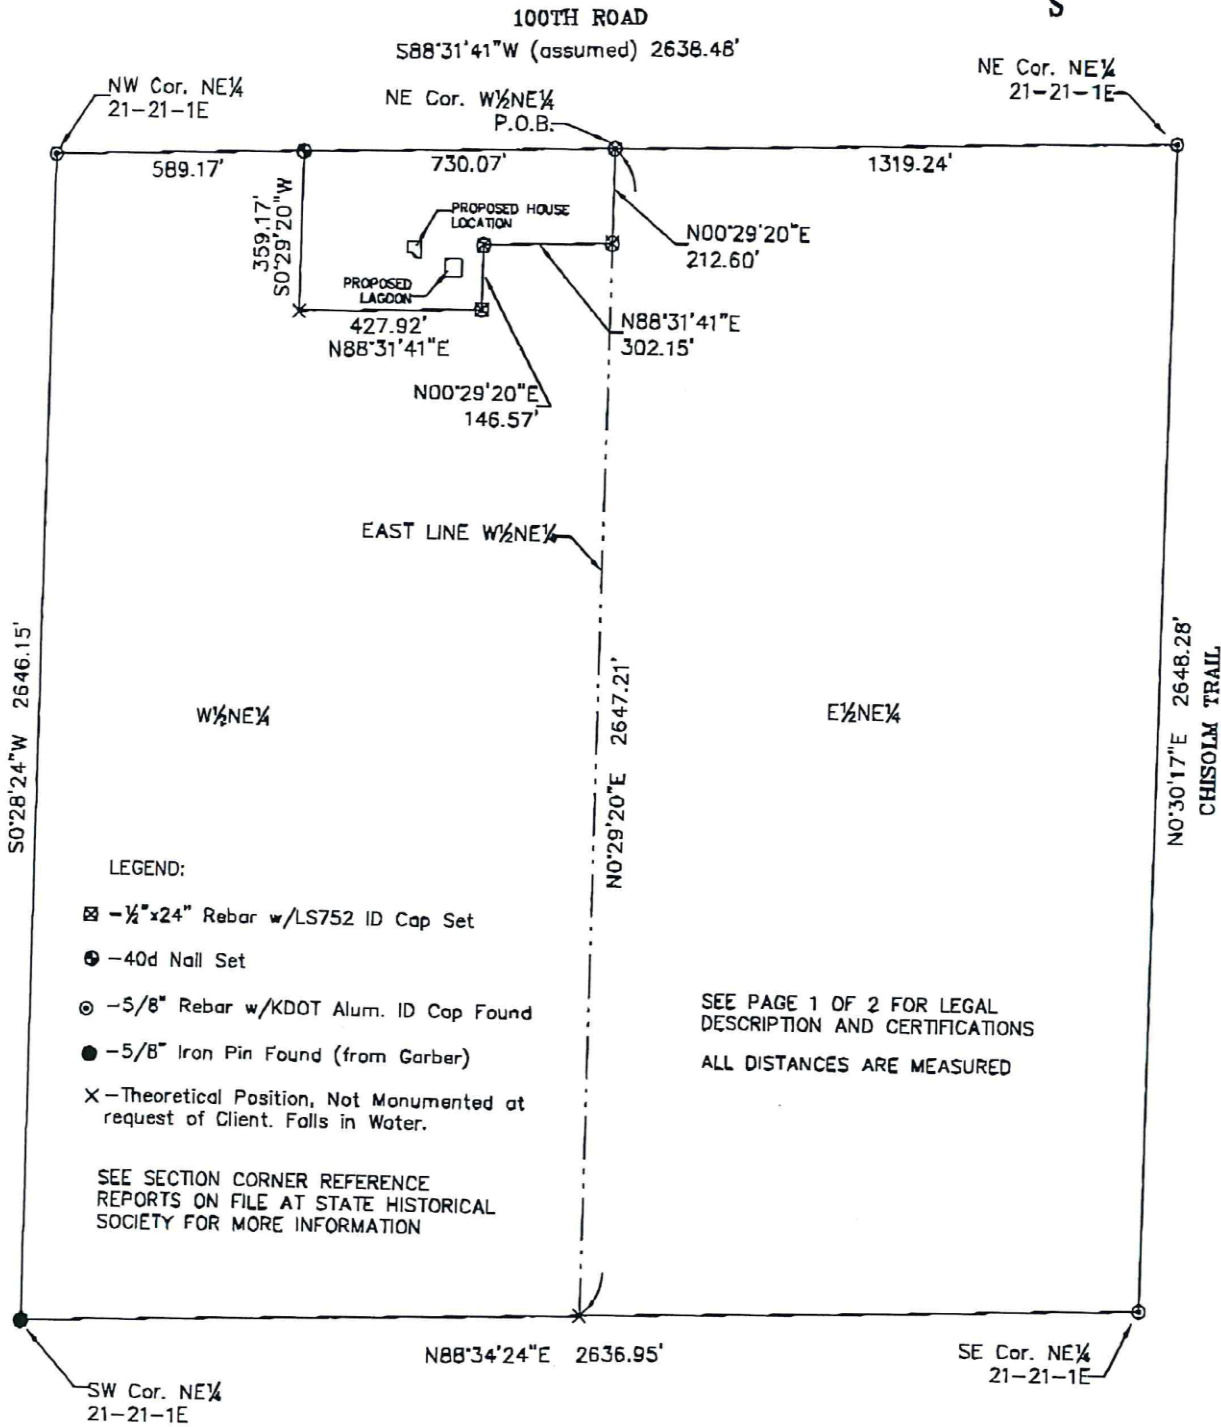 S
100TH ROAD
S88°31'41"W (assumed) 2638.48'
NW Cor. NE¼
21-21-1E
NE Cor. W½NE¼
P.O.B.
NE Cor. NE¼
21-21-1E
589.17'
730.07'
1319.24'
359.17'
S0°29'20"W
PROPOSED HOUSE
LOCATION
PROPOSED
LAGOON
N00°29'20"E
212.60'
427.92'
N88°31'41"E
N88°31'41"E
302.15'
N00°29'20"E
146.57'
EAST LINE W½NE¼
S0°28'24"W 2646.15'
W½NE¼
N0°29'20"E 2647.21'
E½NE¼
N0°30'17"E 2648.28'
CHISOLM TRAIL
LEGEND:
-½"x24" Rebar w/LS752 ID Cap Set
-40d Nail Set
-5/8" Rebar w/KDOT Alum. ID Cap Found
-5/8" Iron Pin Found (from Garber)
X -Theoretical Position, Not Monumented at
request of Client. Falls in Water.
SEE SECTION CORNER REFERENCE
REPORTS ON FILE AT STATE HISTORICAL
SOCIETY FOR MORE INFORMATION
SEE PAGE 1 OF 2 FOR LEGAL
DESCRIPTION AND CERTIFICATIONS
ALL DISTANCES ARE MEASURED
N88°34'24"E 2636.95'
SW Cor. NE¼
21-21-1E
SE Cor. NE¼
21-21-1E